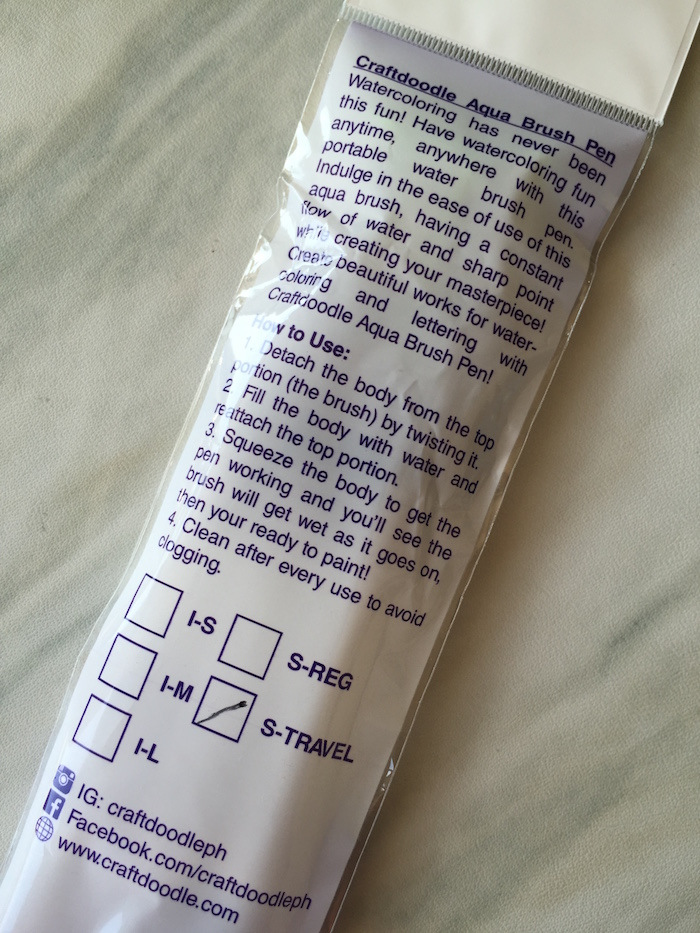 Craftdoodle Aqua Brush Pen
Watercoloring has never been
this fun! Have watercoloring fun
anytime, anywhere with this
portable water brush pen.
Indulge in the ease of use of this
aqua brush, having a constant
flow of water and sharp point
while creating your masterpiece!
Create beautiful works for water-
coloring and lettering with
Craftdoodle Aqua Brush Pen!
How to Use:
1. Detach the body from the top
portion (the brush) by twisting it.
2. Fill the body with water and
reattach the top portion.
3. Squeeze the body to get the
pen working and you'll see the
brush will get wet as it goes on,
then your ready to paint!
4. Clean after every use to avoid
clogging.
I-S
S-REG
I-M
S-TRAVEL
I-L
IG: craftdoodleph
Facebook.com/craftdoodleph
www.craftdoodle.com